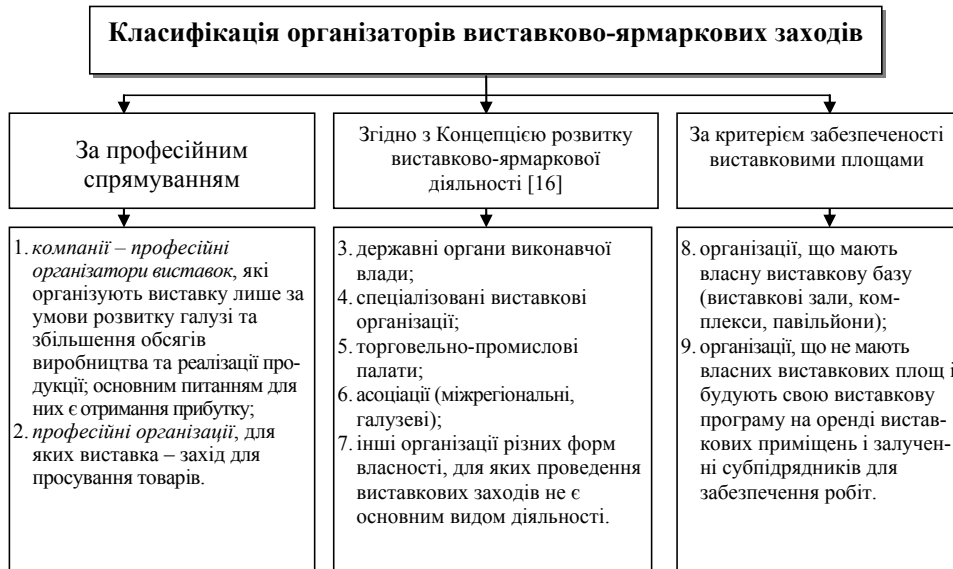 Класифікація організаторів виставково-ярмаркових заходів
За професійним
спрямуванням
1. компанії – професійні
організатори виставок, які
організують виставку лише за
умови розвитку галузі та
збільшення обсягів
виробництва та реалізації про-
дукції; основним питанням для
них є отримання прибутку;
2. професійні організації, для
яких виставка – захід для
просування товарів.
Згідно з Концепцією розвитку
виставково-ярмаркової
діяльності [16]
3. державні органи виконавчої
влади;
4. спеціалізовані виставкові
організації;
5. торговельно-промислові
палати;
6. асоціації (міжрегіональні,
галузеві);
7. інші організації різних форм
власності, для яких проведення
виставкових заходів не є
основним видом діяльності.
За критерієм забезпеченості
виставковими площами
8. організації, що мають
власну виставкову базу
(виставкові зали, ком-
плекси, павільйони);
9. організації, що не мають
власних виставкових площ і
будують свою виставкову
програму на оренді вистав-
кових приміщень і залучен-
ні субпідрядників для
забезпечення робіт.